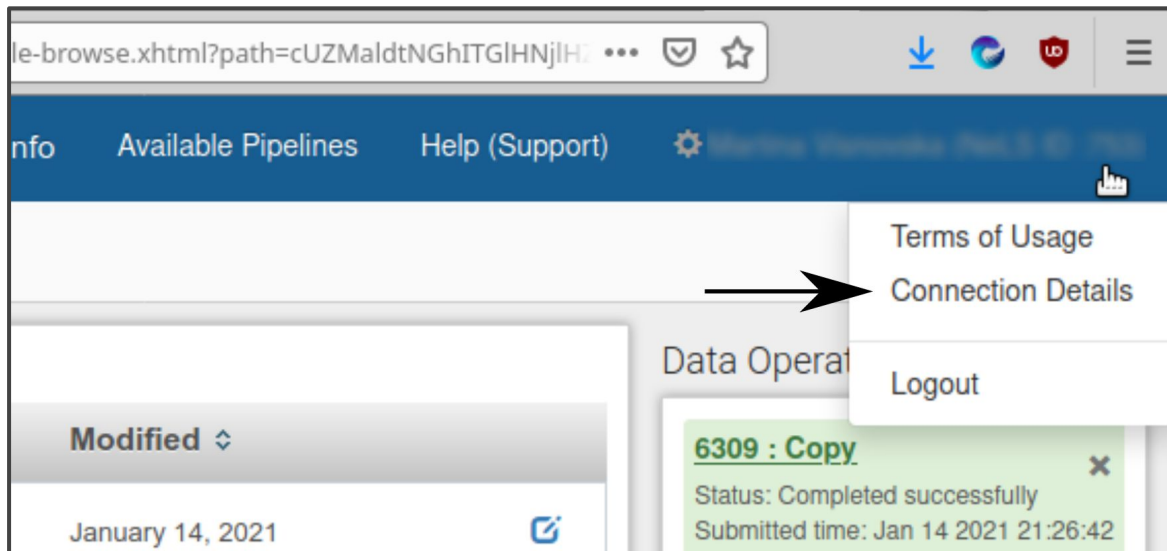 le-browse.xhtml?path=cUZMaldtNGhITGlHNjlHZ
nfo Available Pipelines Help (Support)
Terms of Usage
Connection Details
Logout
Data Operat
Modified
6309 : Copy
Status: Completed successfully
January 14, 2021
Submitted time: Jan 14 2021 21:26:42